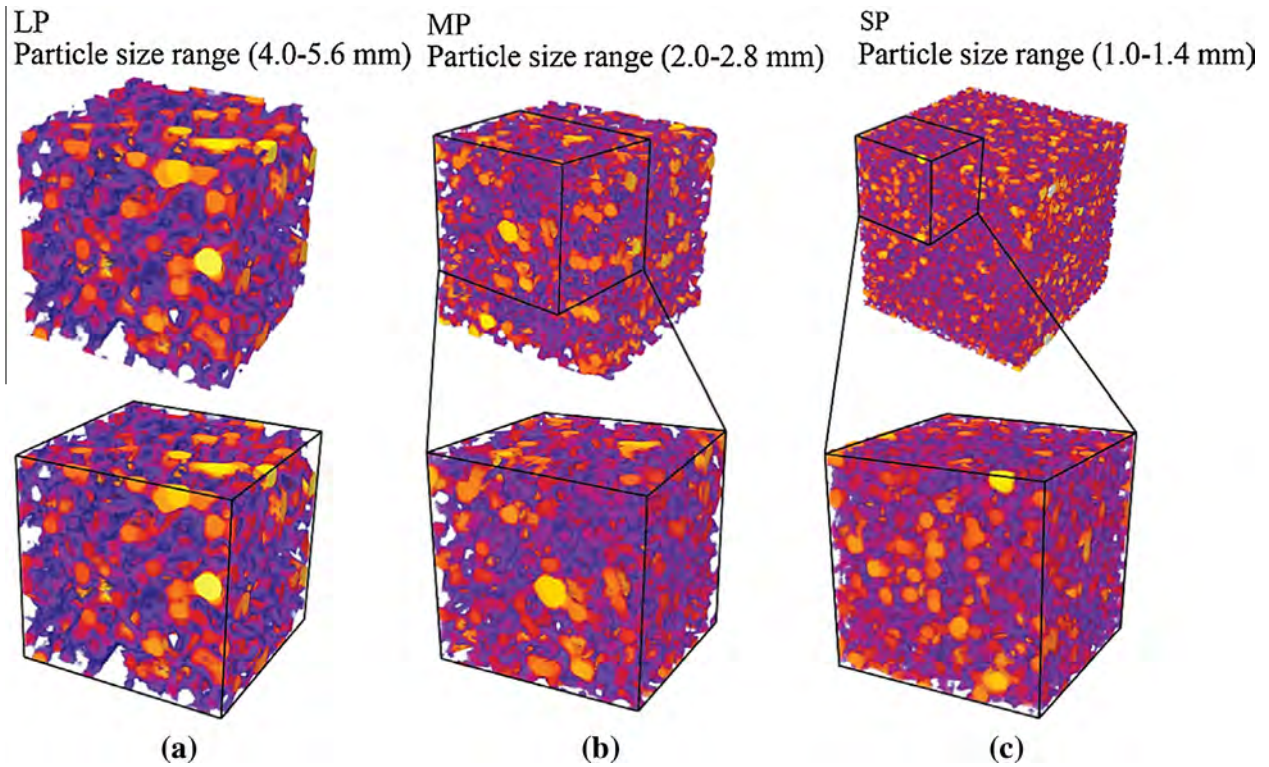 LP
Particle size range (4.0-5.6 mm)
MP
Particle size range (2.0-2.8 mm)
SP
Particle size range (1.0-1.4 mm)
(a)
(b)
(c)